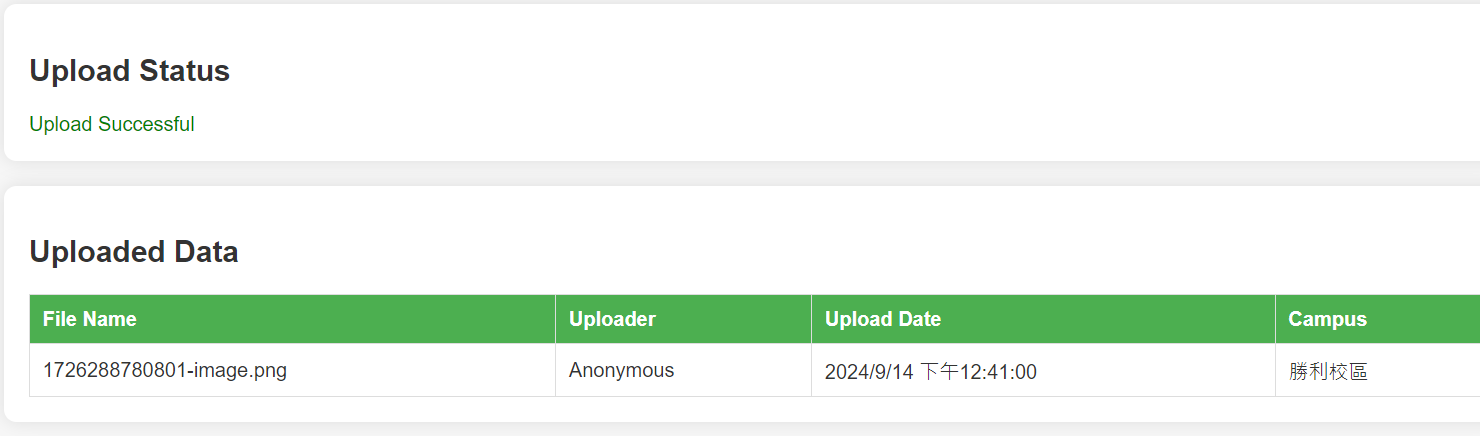 Upload Status
Upload Successful
Uploaded Data
File Name Uploader Upload Date Campus
1726288780801-image.png Anonymous 2024/9/14 下午12:41:00 勝利校區